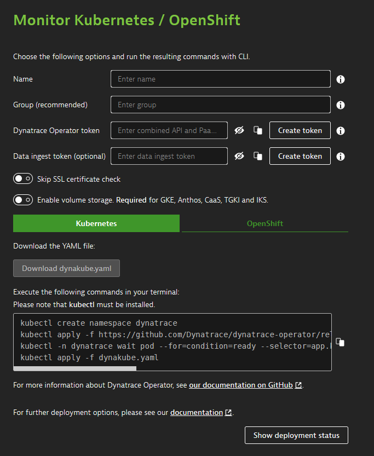 Monitor Kubernetes / OpenShift
Choose the following options and run the resulting commands with CLI.
Name
Enter name
Group (recommended)
Enter group
Dynatrace Operator token
Enter combined API and Paa...
Create token
Data ingest token (optional)
Enter data ingest token
Create token
Skip SSL certificate check
Enable volume storage. Required for GKE, Anthos, CaaS, TGKI and IKS.
Kubernetes
OpenShift
Download the YAML file:
Download dynakube.yaml
Execute the following commands in your terminal:
Please note that kubectl must be installed.
kubectl create namespace dynatrace
kubectl apply -f https://github.com/Dynatrace/dynatrace-operator/rel
kubectl -n dynatrace wait pod --for=condition=ready --selector=app.k
kubectl apply -f dynakube.yaml
For more information about Dynatrace Operator, see our documentation on GitHub.
For further deployment options, please see our documentation.
Show deployment status